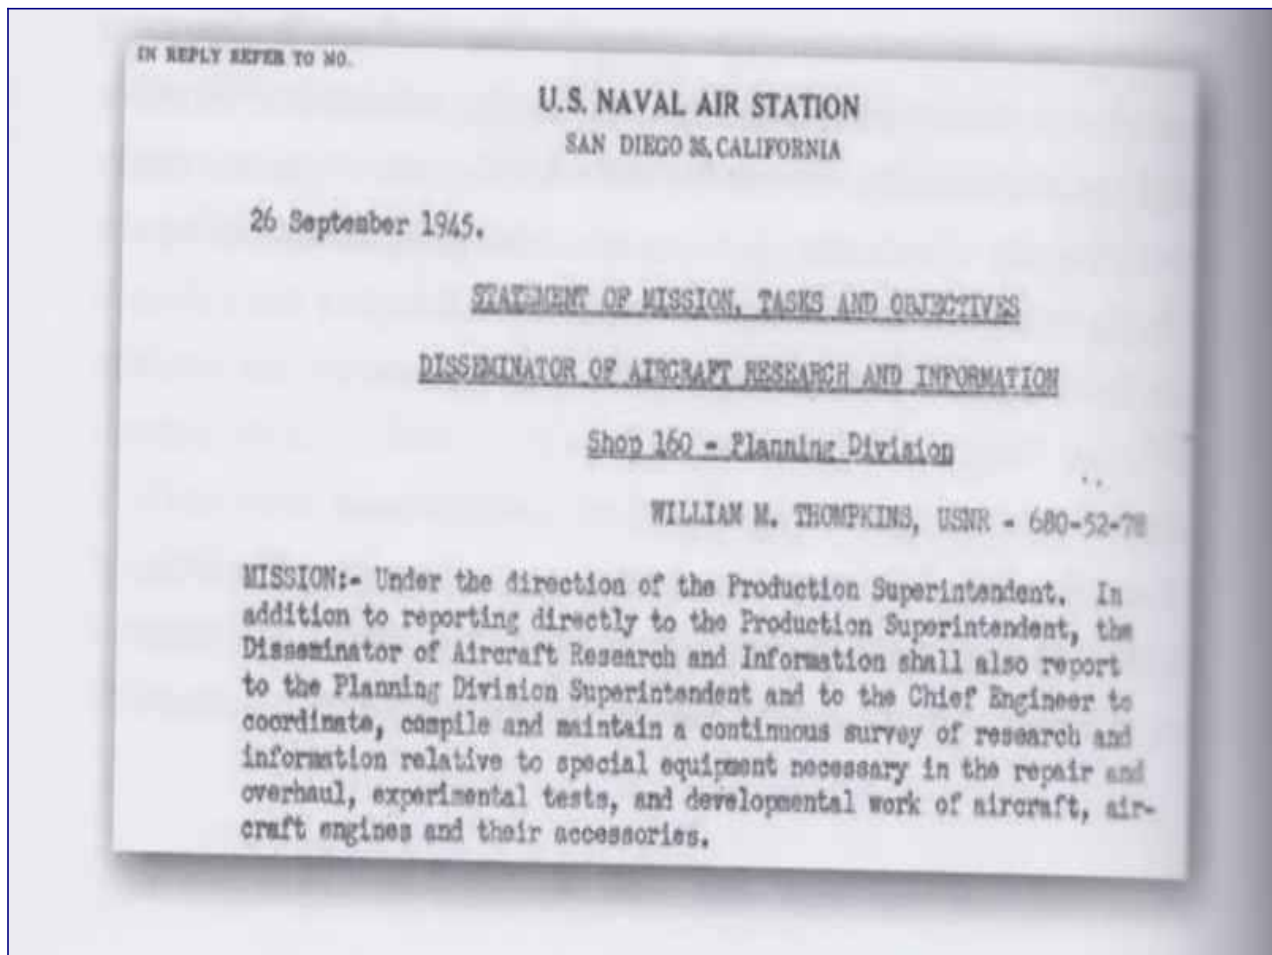 IN REPLY REFER TO NO.
U.S. NAVAL AIR STATION
SAN DIEGO 35, CALIFORNIA
26 September 1945.
STATEMENT OF MISSION, TASKS AND OBJECTIVES
DISSEMINATOR OF AIRCRAFT RESEARCH AND INFORMATION
Shop 160 - Planning Division
WILLIAM M. THOMPKINS, USNR - 680-52-78
MISSION:- Under the direction of the Production Superintendent. In
addition to reporting directly to the Production Superintendent, the
Disseminator of Aircraft Research and Information shall also report
to the Planning Division Superintendent and to the Chief Engineer to
coordinate, compile and maintain a continuous survey of research and
information relative to special equipment necessary in the repair and
overhaul, experimental tests, and developmental work of aircraft, air-
craft engines and their accessories.